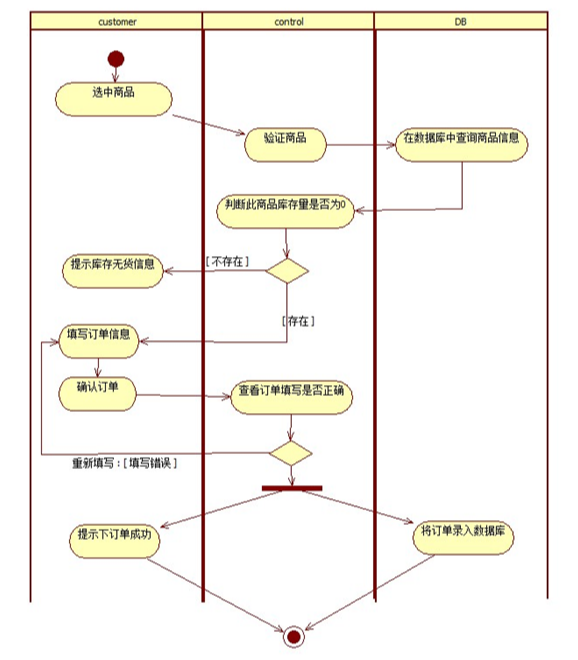 customer
control
DB
选中商品
验证商品
在数据库中查询商品信息
判断此商品库存量是否为0
[ 不存在 ]
提示库存无货信息
[ 存在 ]
填写订单信息
确认订单
查看订单填写是否正确
重新填写：[ 填写错误 ]
提示下订单成功
将订单录入数据库